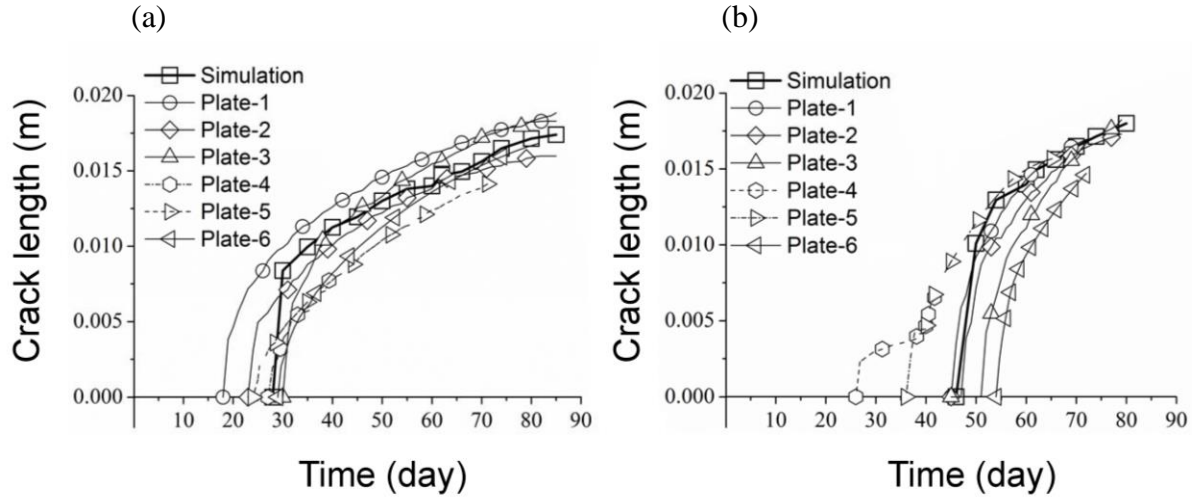 (a)
Crack length (m)
0.020
0.015
0.010
0.005
0.000
Simulation
Plate-1
Plate-2
Plate-3
Plate-4
Plate-5
Plate-6
10 20 30 40 50 60 70 80 90
Time (day)
(b)
Crack length (m)
0.020
0.015
0.010
0.005
0.000
Simulation
Plate-1
Plate-2
Plate-3
Plate-4
Plate-5
Plate-6
10 20 30 40 50 60 70 80 90
Time (day)